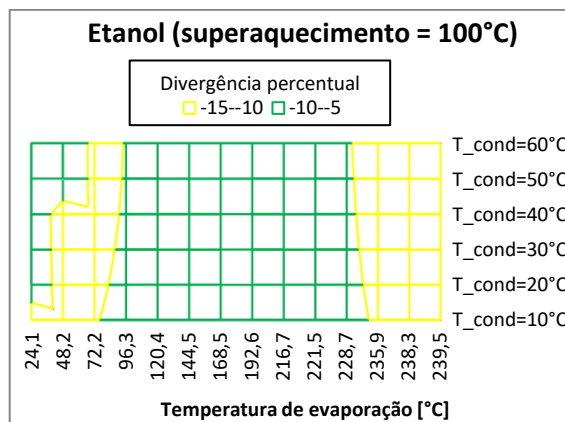 Etanol (superaquecimento = 100°C)
Divergência percentual
-15--10 -10--5
T_cond=60°C
T_cond=50°C
T_cond=40°C
T_cond=30°C
T_cond=20°C
T_cond=10°C
24,1 48,2 72,2 96,3 120,4 144,5 168,5 192,6 216,7 221,5 228,7 235,9 238,3 239,5
Temperatura de evaporação [°C]